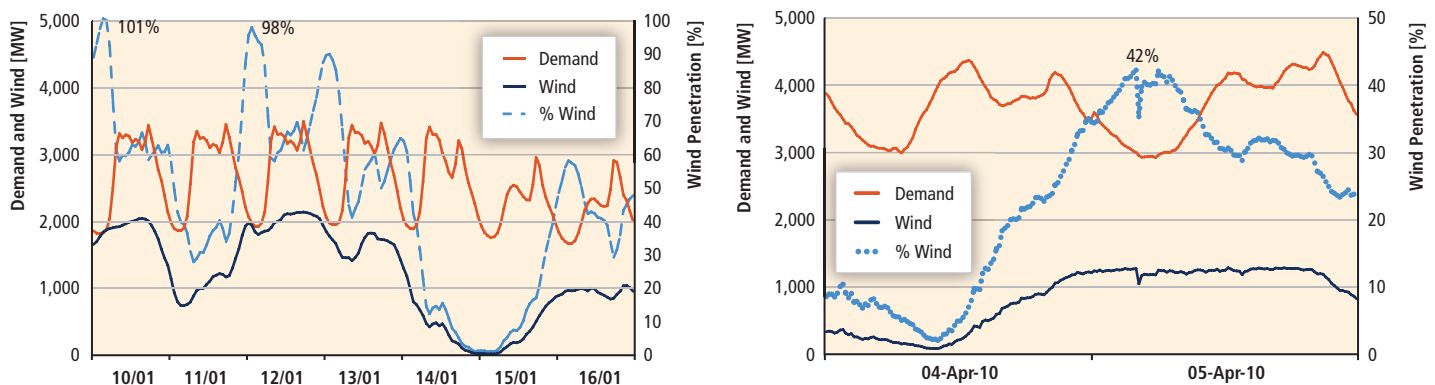 Demand and Wind [MW]
5,000
4,000
3,000
2,000
1,000
0
101%
98%
Demand
Wind
% Wind
100
90
80
70
60
50
40
30
20
10
0
Wind Penetration [%]
10/01 11/01 12/01 13/01 14/01 15/01 16/01
Demand and Wind [MW]
5,000
4,000
3,000
2,000
1,000
0
42%
Demand
Wind
% Wind
50
40
30
20
10
0
Wind Penetration [%]
04-Apr-10 05-Apr-10